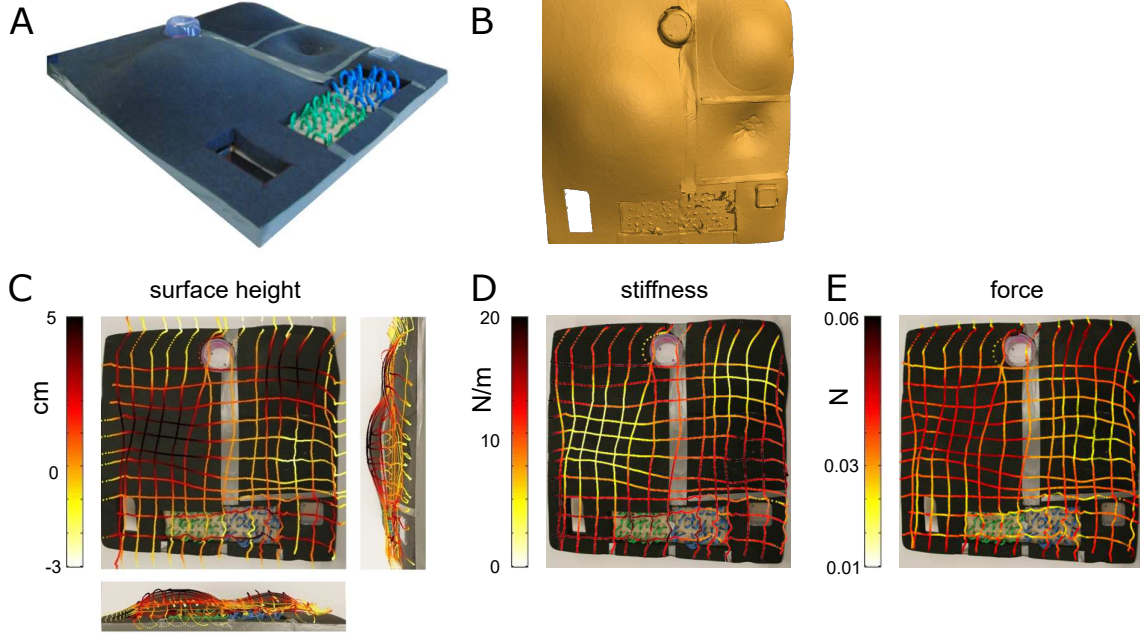 A
B
C
surface height
5
cm
0
-3
D
stiffness
20
N/m
10
0
E
force
0.06
N
0.03
0.01